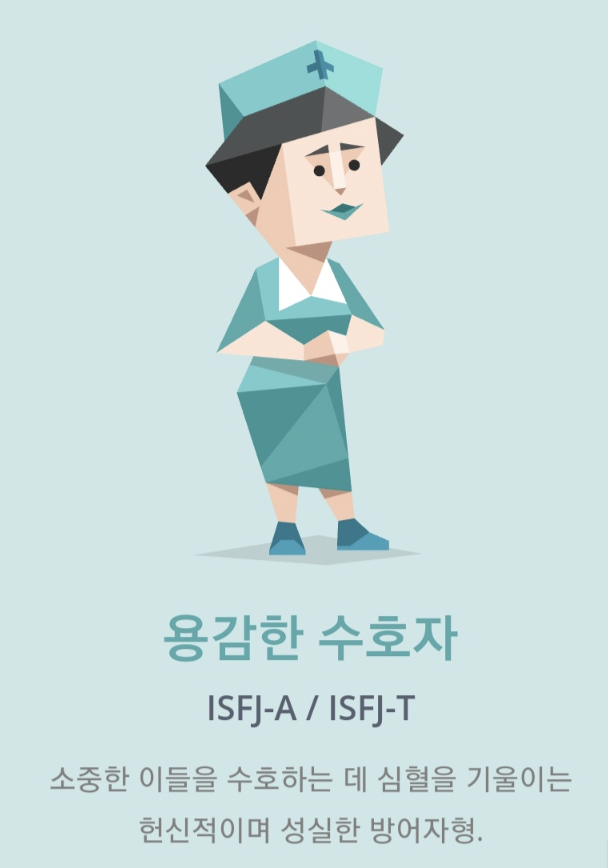 용감한 수호자
ISFJ-A / ISFJ-T
소중한 이들을 수호하는 데 심혈을 기울이는
헌신적이며 성실한 방어자형.